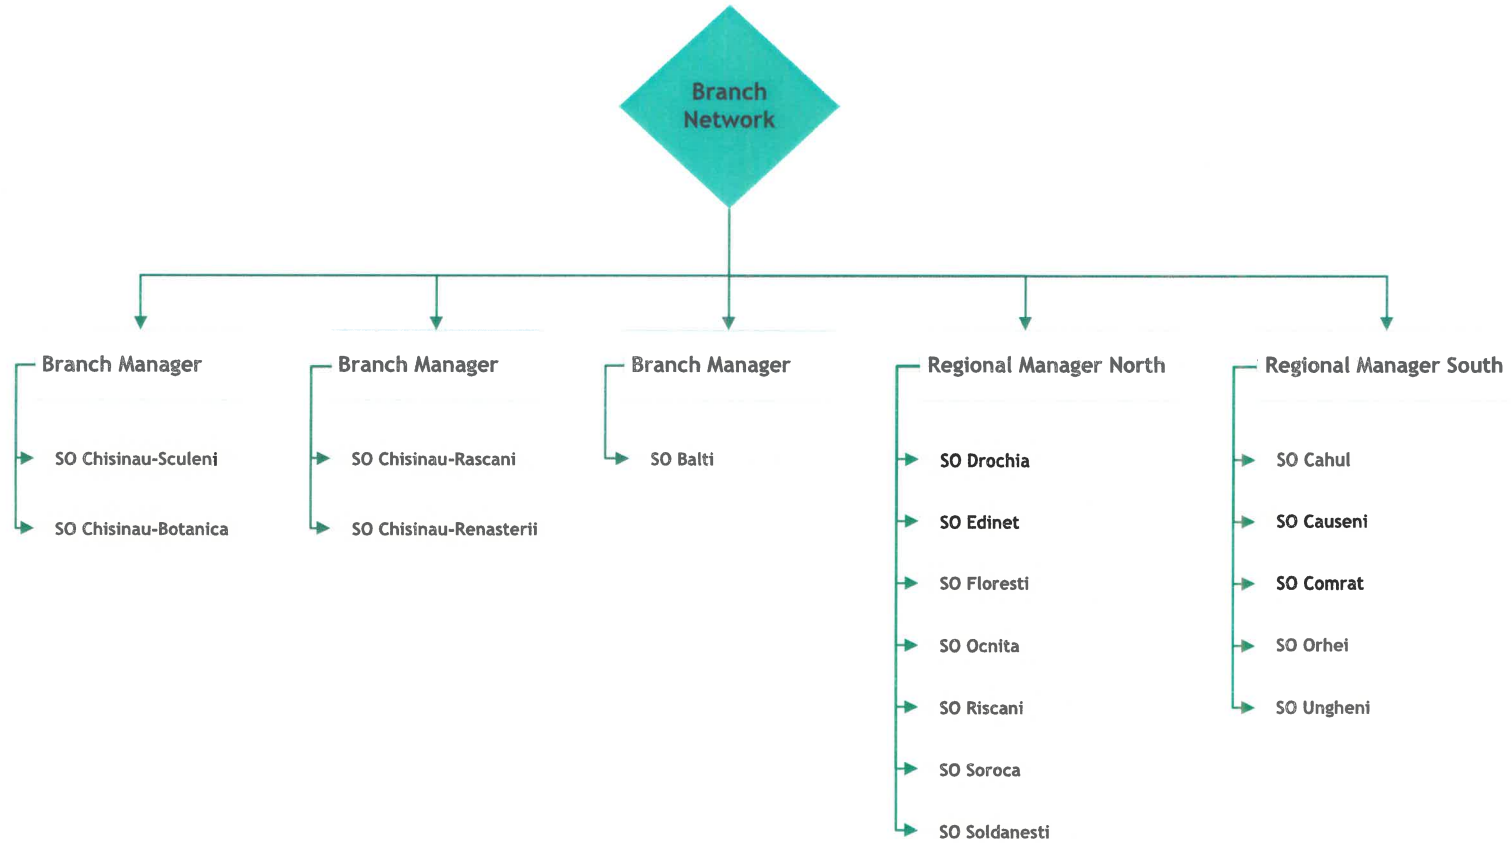 Branch
Network
Branch Manager
SO Chisinau-Sculeni
SO Chisinau-Botanica
Branch Manager
SO Chisinau-Rascani
SO Chisinau-Renasterii
Branch Manager
SO Balti
Regional Manager North
SO Drochia
SO Edinet
SO Floresti
SO Ocnita
SO Riscani
SO Soroca
SO Soldanesti
Regional Manager South
SO Cahul
SO Causeni
SO Comrat
SO Orhei
SO Ungheni